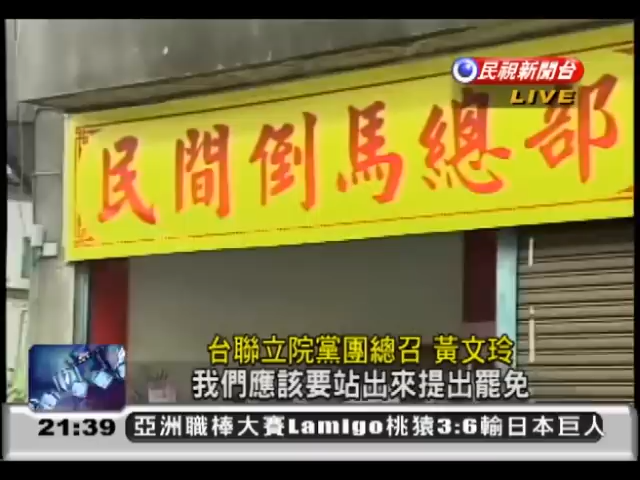 民視新聞台
LIVE
民間倒馬總部
台聯立院黨團總召 黃文玲
我們應該要站出來提出罷免
21:39 亞洲職棒大賽Lamigo桃猿3:6輸日本巨人